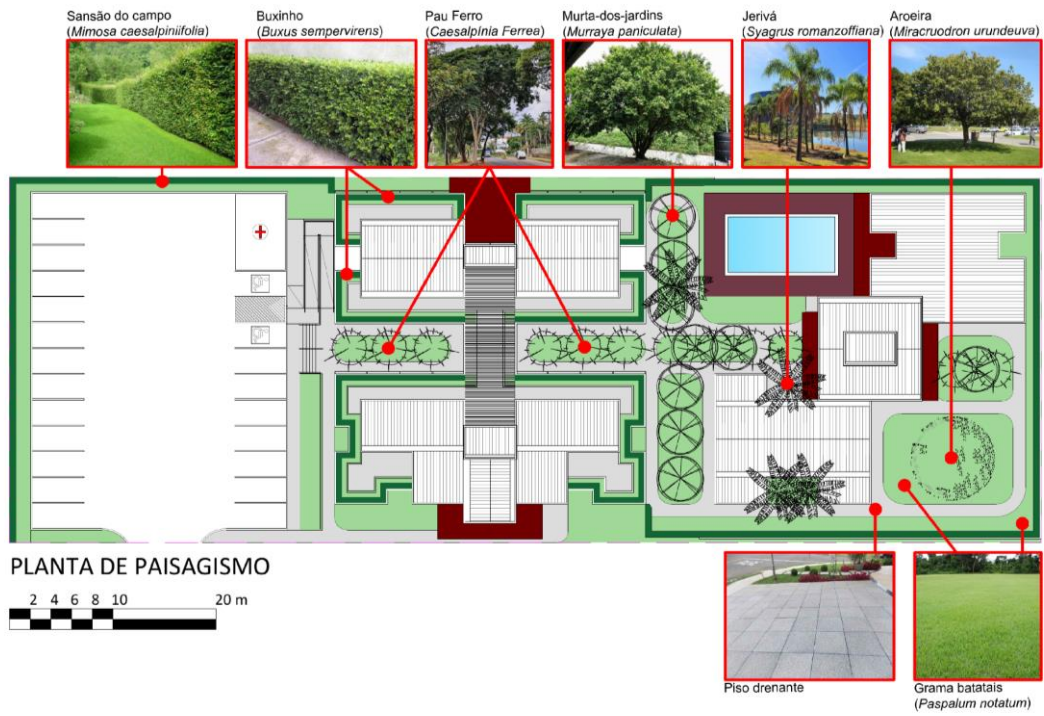 Sansão do campo
(Mimosa caesalpiniifolia)
Buxinho
(Buxus sempervirens)
Pau Ferro
(Caesalpínia Ferrea)
Murta-dos-jardins
(Murraya paniculata)
Jerivá
(Syagrus romanzoffiana)
Aroeira
(Miracruodron urundeuva)
PLANTA DE PAISAGISMO
2 4 6 8 10 20 m
Piso drenante
Grama batatais
(Paspalum notatum)